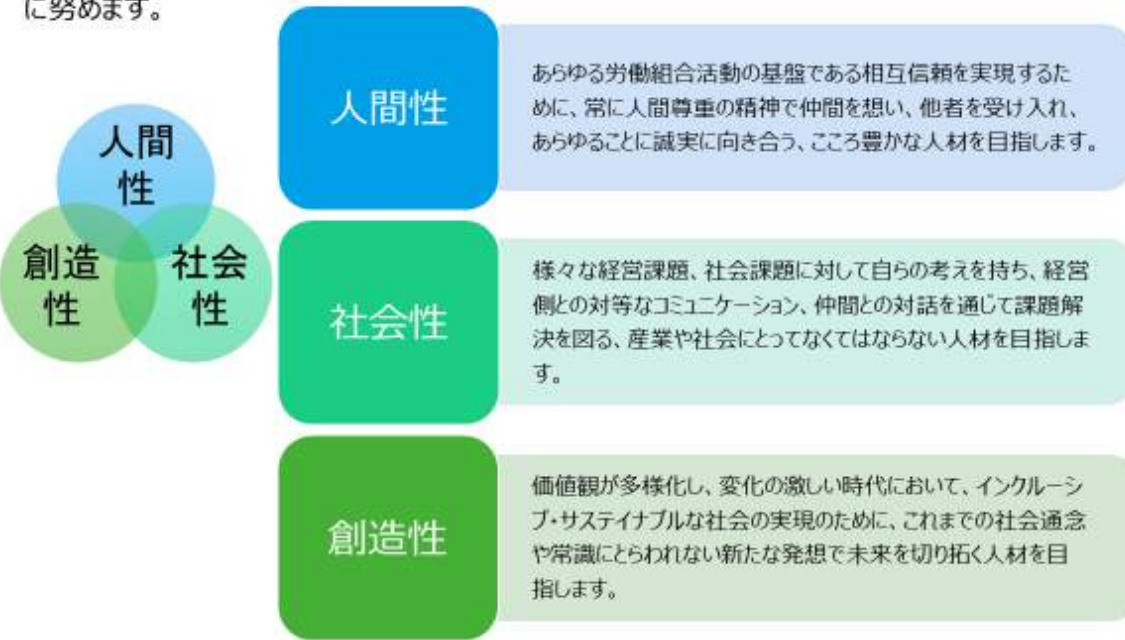 に努めます。
人間
性
創造
性
社会
性
人間性
あらゆる労働組合活動の基盤である相互信頼を実現するた
めに、常に人間尊重の精神で仲間を想い、他者を受け入れ、
あらゆることに誠実に向き合う、こころ豊かな人材を目指します。
社会性
様々な経営課題、社会課題に対して自らの考えを持ち、経営
側との対等なコミュニケーション、仲間との対話を通じて課題解
決を図る、産業や社会にとってなくてはならない人材を目指しま
す。
創造性
価値観が多様化し、変化の激しい時代において、インクルーシ
ブ・サステイナブルな社会の実現のために、これまでの社会通念
や常識にとらわれない新たな発想で未来を切り拓く人材を目
指します。